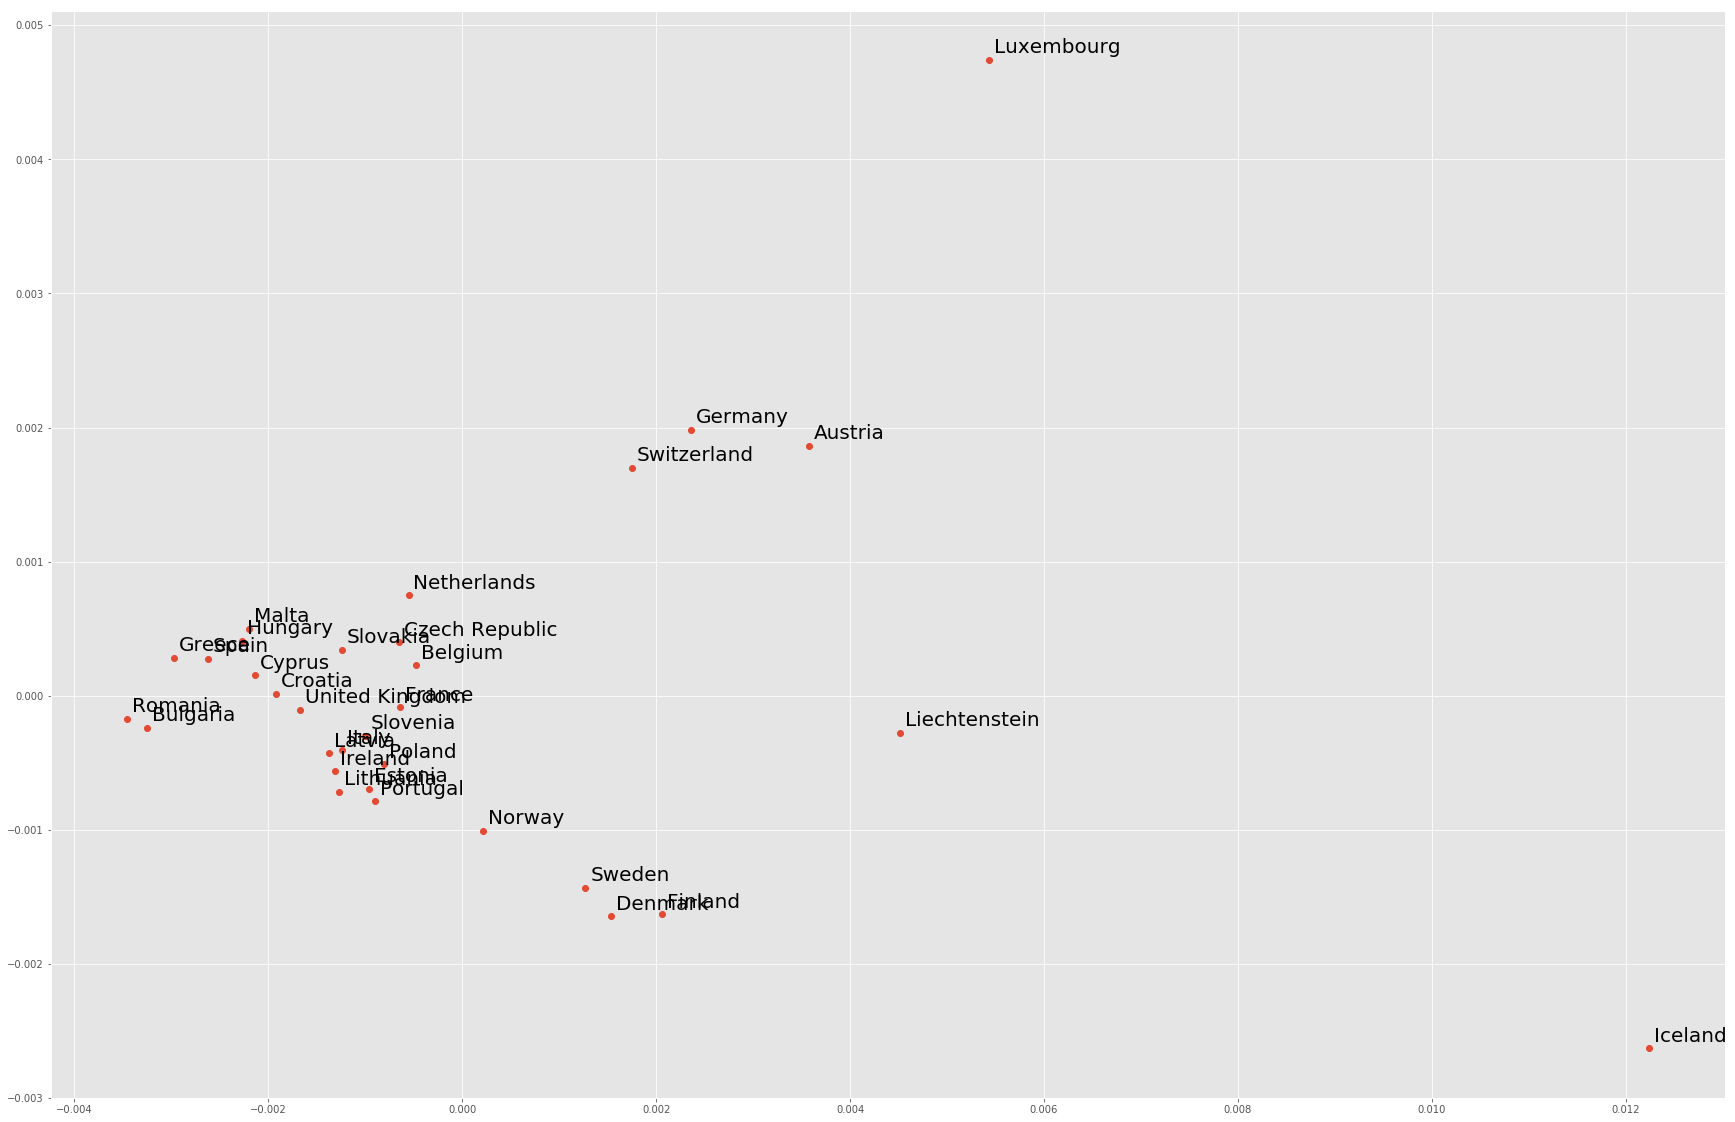 0.005
Luxembourg
0.004
0.003
0.002
Germany
Austria
Switzerland
0.001
Netherlands
Malta
Hungary
Czech Republic
Slovakia
Greece
Spain
Belgium
Cyprus
Croatia
0.000
United Kingdom
France
Romania
Bulgaria
Slovenia
Liechtenstein
Italy
Latvia
Poland
Ireland
Estonia
Lithuania
Portugal
−0.001
Norway
Sweden
Denmark
Finland
−0.002
Iceland
−0.003
−0.004 −0.002 0.000 0.002 0.004 0.006 0.008 0.010 0.012